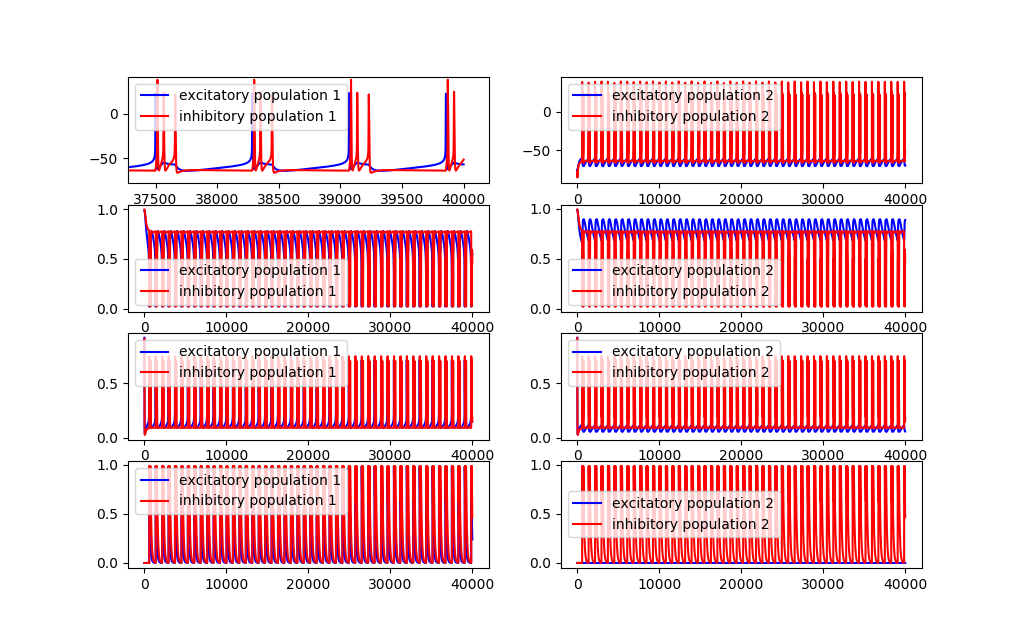 excitatory population 1
inhibitory population 1
0
−50
37500 38000 38500 39000 39500 40000
excitatory population 2
inhibitory population 2
0
−50
0 10000 20000 30000 40000
1.0
0.5
0.0
excitatory population 1
inhibitory population 1
0 10000 20000 30000 40000
1.0
0.5
0.0
excitatory population 2
inhibitory population 2
0 10000 20000 30000 40000
excitatory population 1
inhibitory population 1
0.5
0.0
0 10000 20000 30000 40000
excitatory population 2
inhibitory population 2
0.5
0.0
0 10000 20000 30000 40000
1.0
0.5
0.0
excitatory population 1
inhibitory population 1
0 10000 20000 30000 40000
1.0
0.5
0.0
excitatory population 2
inhibitory population 2
0 10000 20000 30000 40000